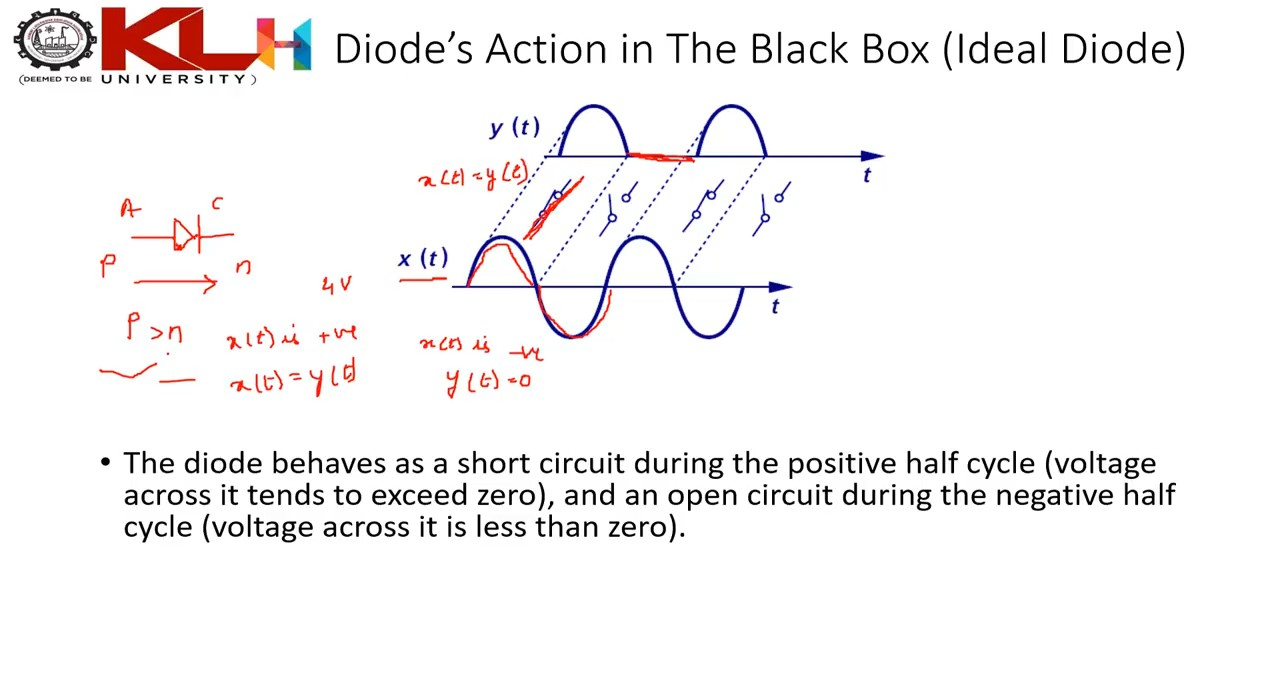 KLH
(DEEMED TO BE UNIVERSITY)
Diode’s Action in The Black Box (Ideal Diode)
y (t)
t
x(t) = y(t)
A
C
x (t)
P
n
4V
t
P > n
x(t) is +ve
x(t) is -ve
x(t) = y(t)
y(t) = 0
• The diode behaves as a short circuit during the positive half cycle (voltage
across it tends to exceed zero), and an open circuit during the negative half
cycle (voltage across it is less than zero).